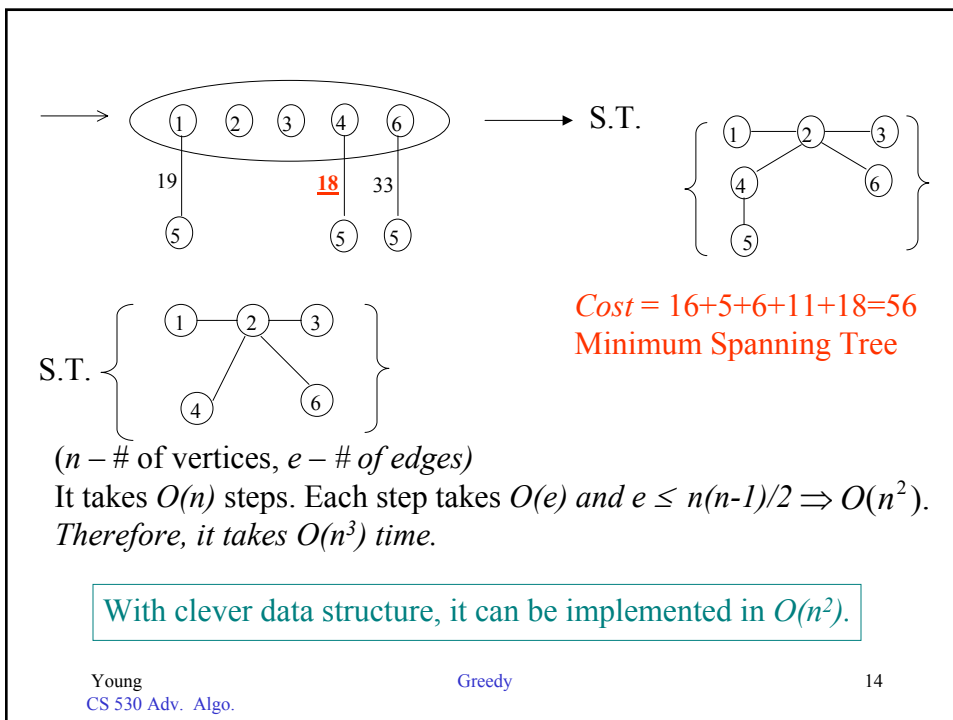 1 2 3 4 6
19 18 33
5 5 5
S.T.
1 2 3
4 6
5
S.T.
1 2 3
4 6
Cost = 16+5+6+11+18=56
Minimum Spanning Tree
(n – # of vertices, e – # of edges)
It takes O(n) steps. Each step takes O(e) and e ≤ n(n-1)/2 ⇒ O(n²).
Therefore, it takes O(n³) time.
With clever data structure, it can be implemented in O(n²).
Young Greedy 14
CS 530 Adv. Algo.